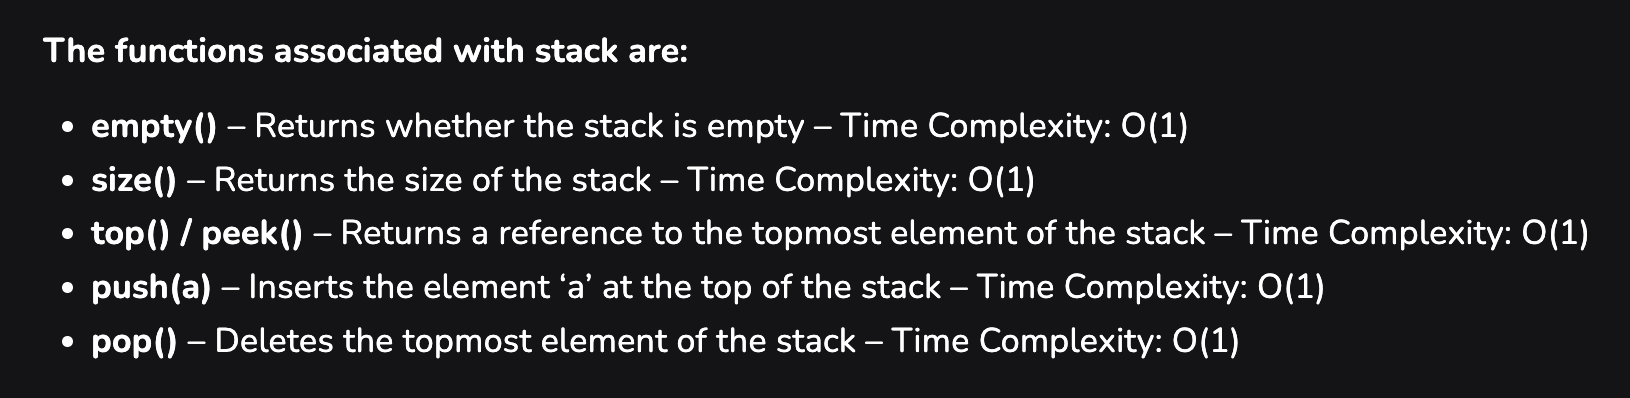 The functions associated with stack are:
• empty() – Returns whether the stack is empty – Time Complexity: O(1)
• size() – Returns the size of the stack – Time Complexity: O(1)
• top() / peek() – Returns a reference to the topmost element of the stack – Time Complexity: O(1)
• push(a) – Inserts the element ‘a’ at the top of the stack – Time Complexity: O(1)
• pop() – Deletes the topmost element of the stack – Time Complexity: O(1)